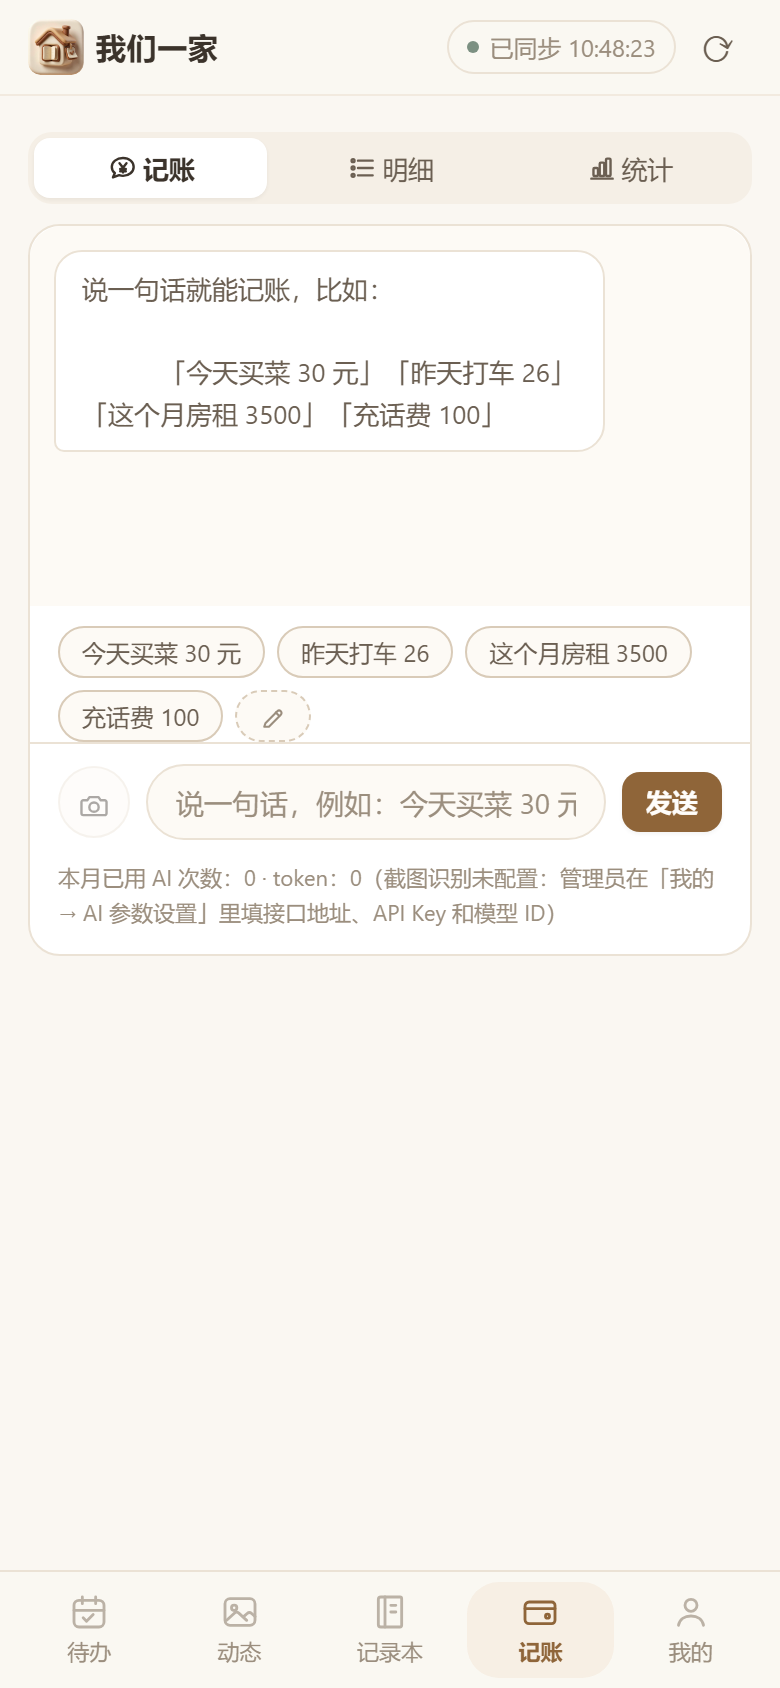 我们一家
已同步 10:48:23
记账
明细
统计
说一句话就能记账，比如：
「今天买菜 30 元」「昨天打车 26」
「这个月房租 3500」「充话费 100」
今天买菜 30 元
昨天打车 26
这个月房租 3500
充话费 100
说一句话，例如：今天买菜 30 元
发送
本月已用 AI 次数：0 · token：0（截图识别未配置：管理员在「我的
→ AI 参数设置」里填接口地址、API Key 和模型 ID）
待办
动态
记录本
记账
我的